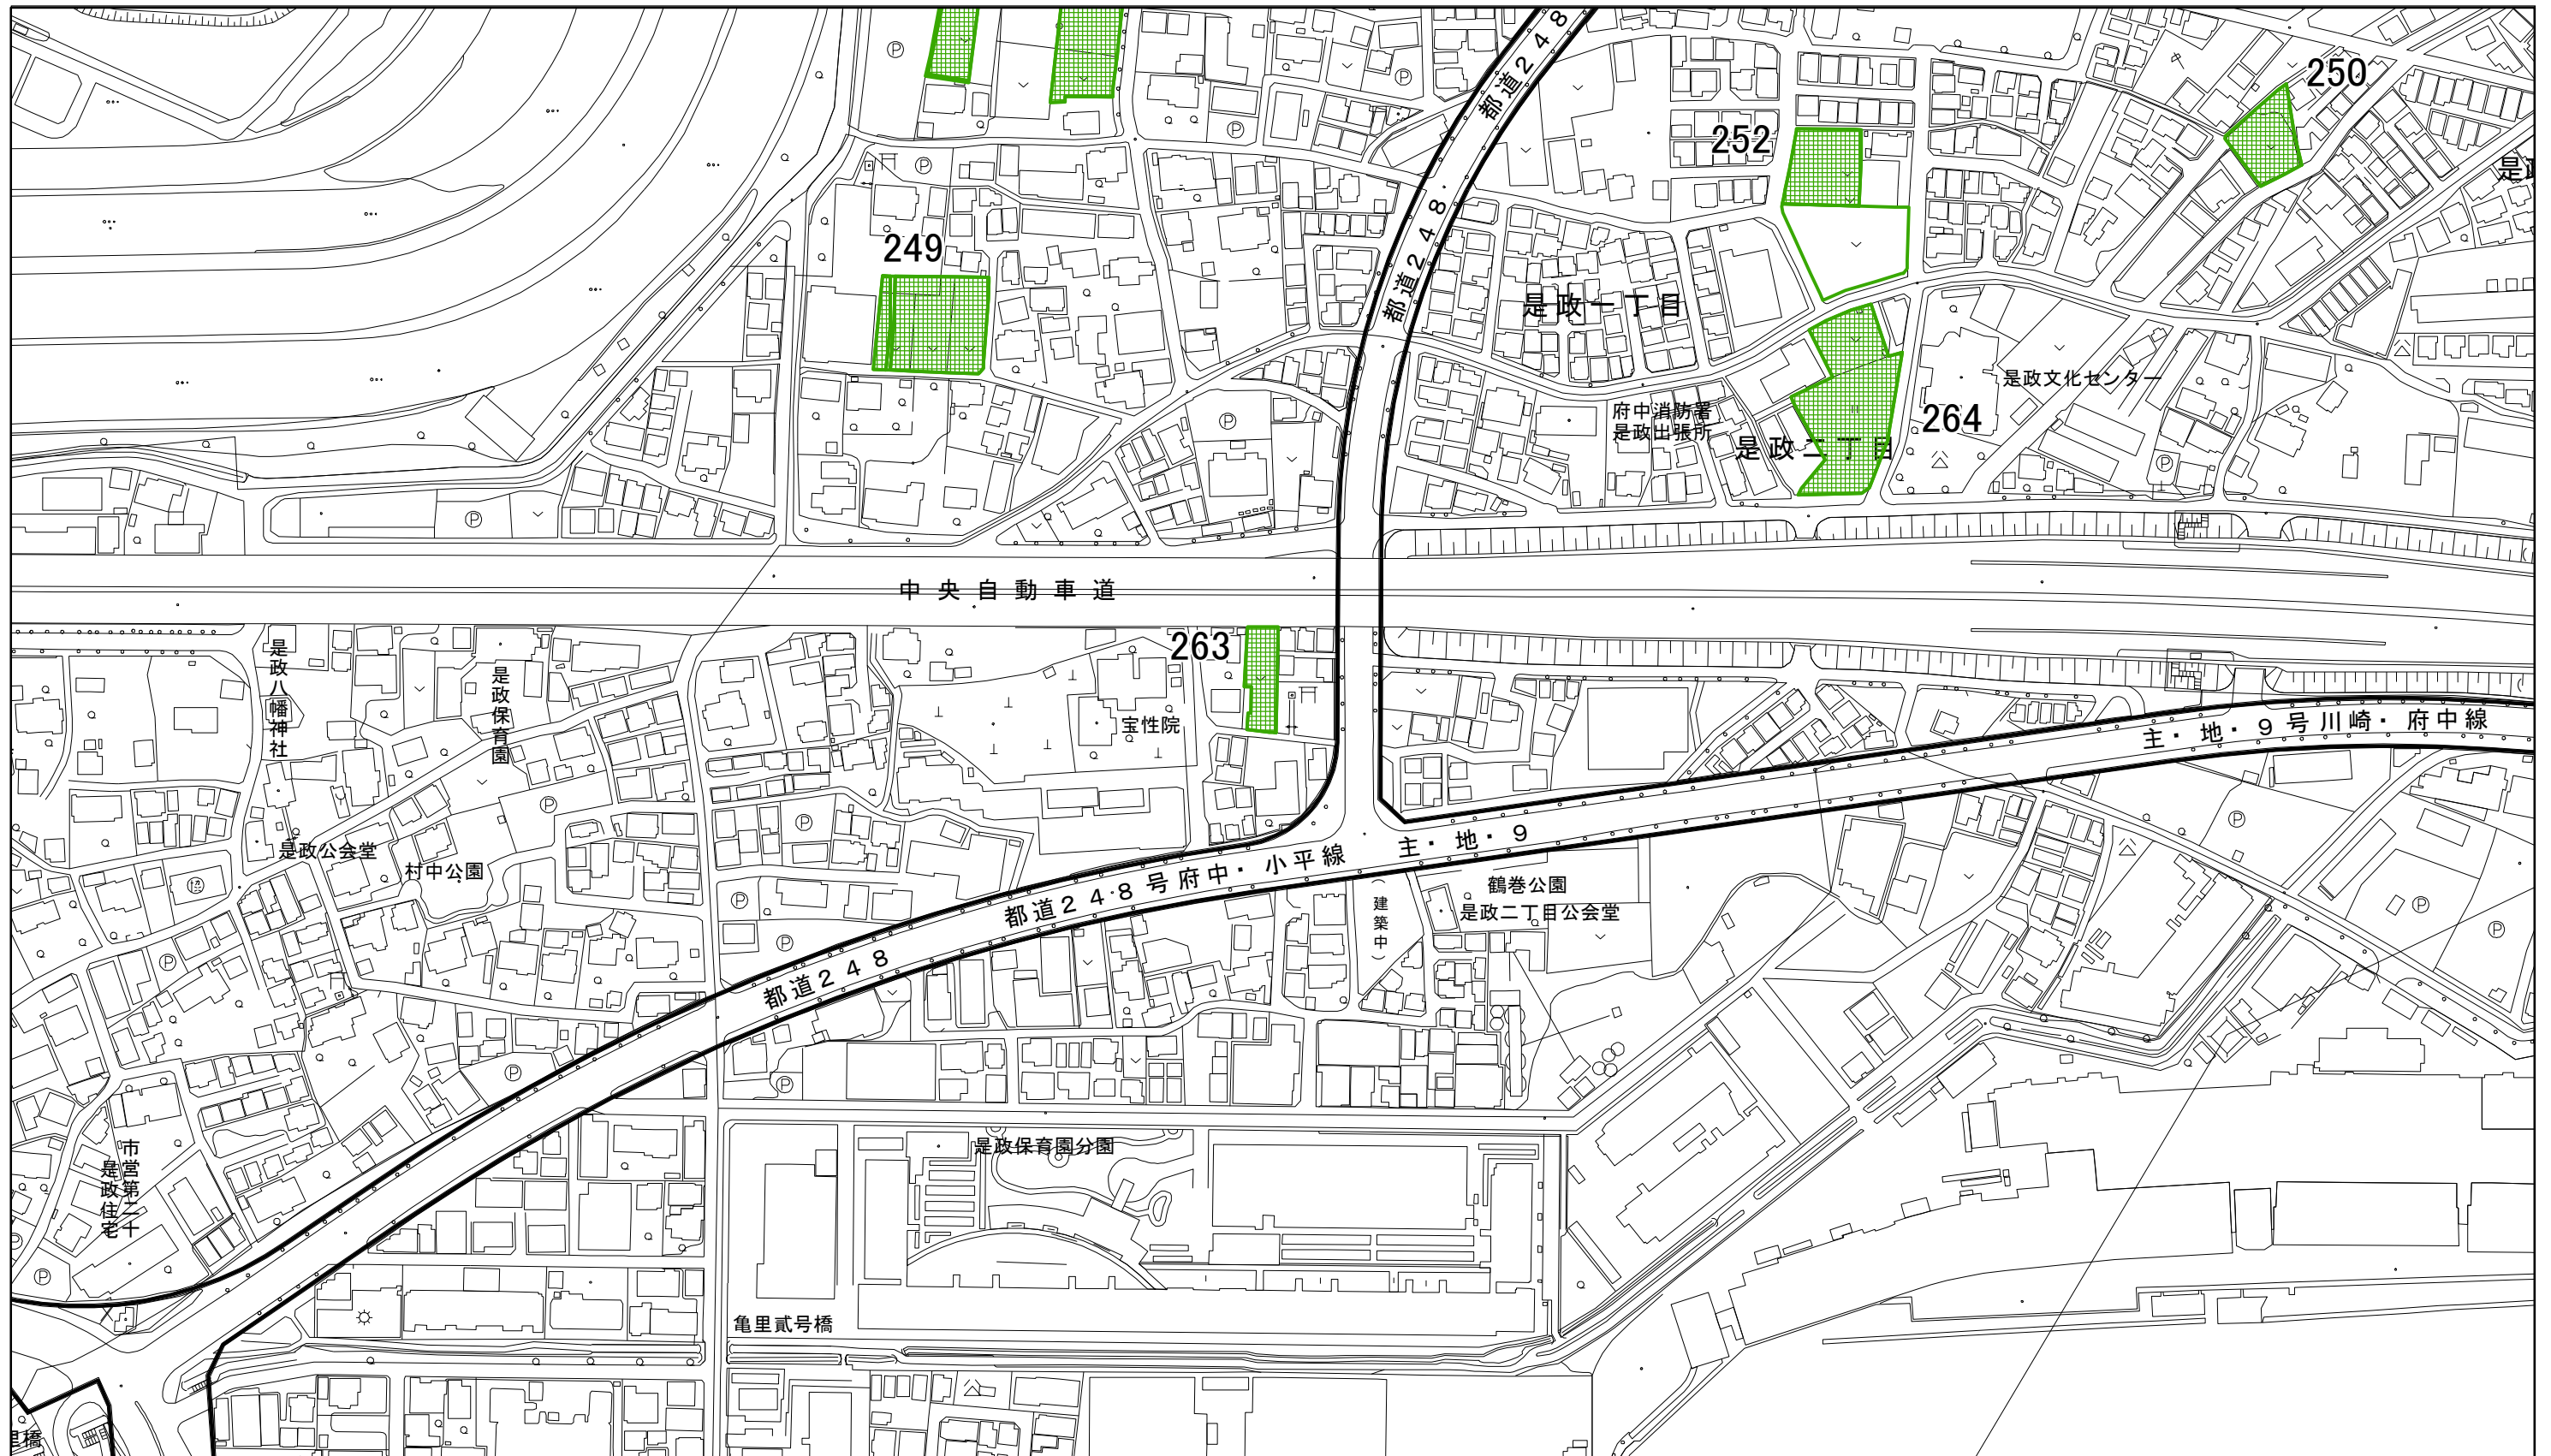 都道248
250
252
是政
249
都道248.
是政一丁目
是政文化センター
府中消防署
是政出張所
264
是政二丁目
中央自動車道
263
是政八幡神社
是政保育園
宝性院
主・地・9号川崎・府中線
主・地・9
是政公会堂
村中公園
都道248号府中・小平線
鶴巻公園
是政二丁目公会堂
(建築中)
都道248
是政保育園分園
市営第二十
是政住宅
亀里貳号橋
里橋